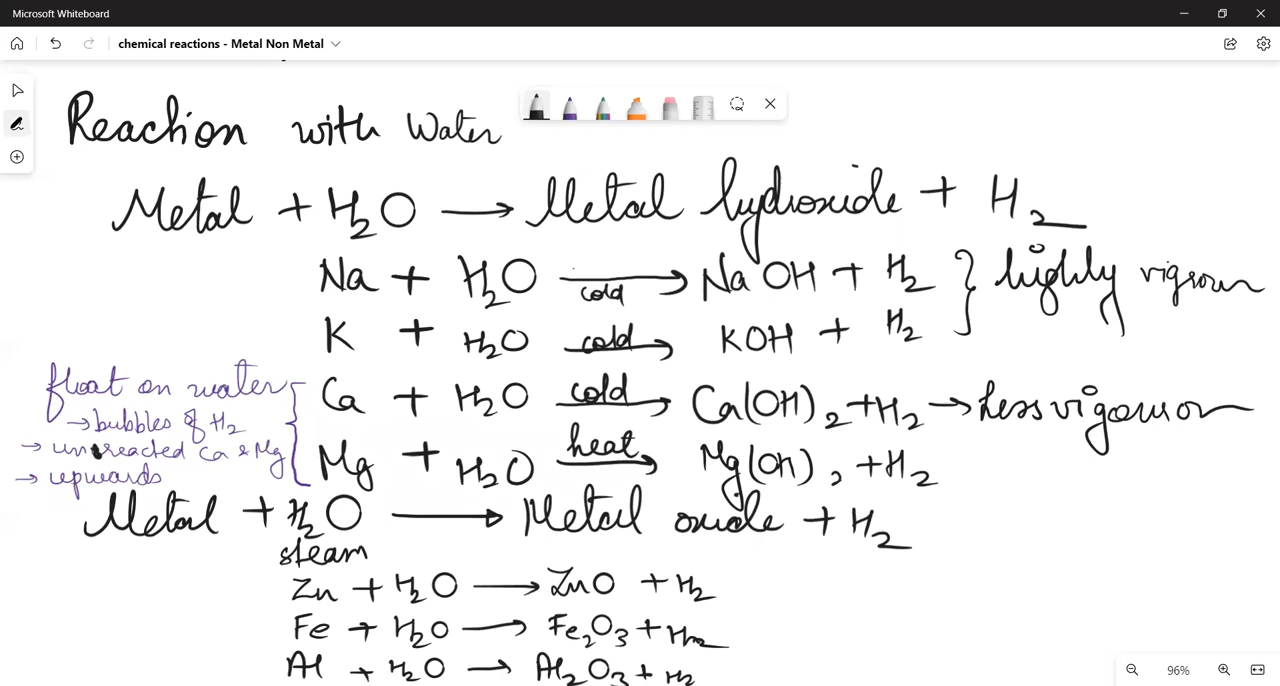 Microsoft Whiteboard
chemical reactions - Metal Non Metal
Reaction with Water
Metal + H2O → Metal hydroxide + H2
Na + H2O cold → NaOH + H2 } highly vigrown
K + H2O cold → KOH + H2
float on water
→ bubbles of H2
→ unreacted Ca & Mg
→ upwards
Ca + H2O cold → Ca(OH)2 + H2 → Less vigorous
Mg + H2O heat → Mg(OH)2 + H2
Metal + H2O → Metal oxide + H2
steam
Zn + H2O → ZnO + H2
Fe + H2O → Fe2O3 + H2
Al + H2O → Al2O3 + H2
96%